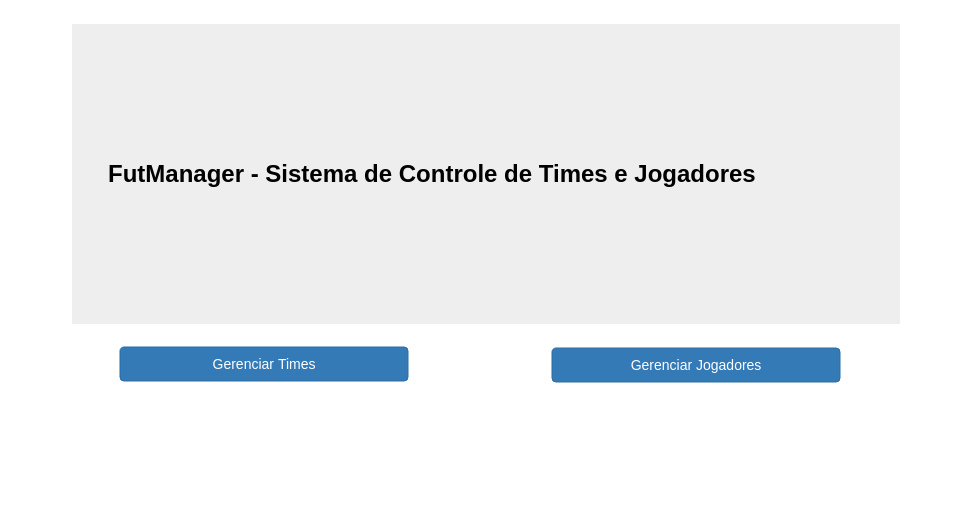 FutManager - Sistema de Controle de Times e Jogadores
Gerenciar Times
Gerenciar Jogadores